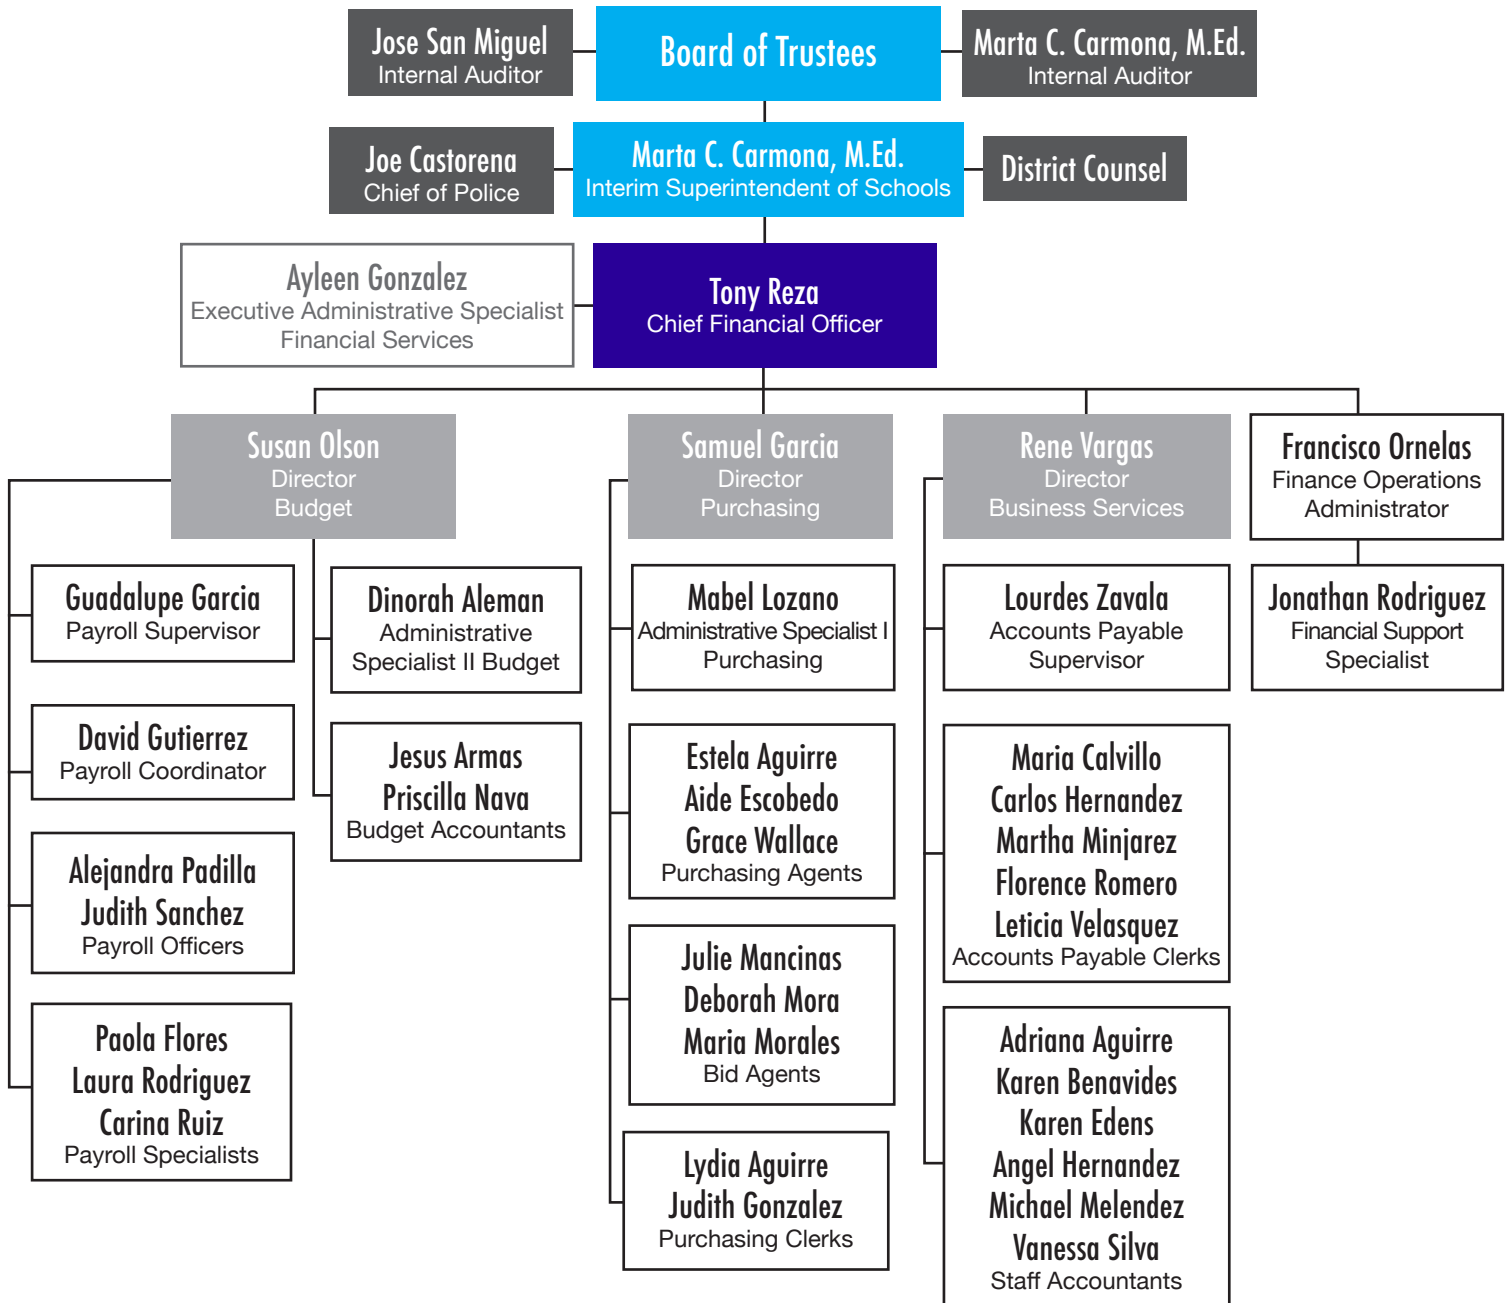 Jose San Miguel
Internal Auditor
Board of Trustees
Marta C. Carmona, M.Ed.
Internal Auditor
Joe Castorena
Chief of Police
Marta C. Carmona, M.Ed.
Interim Superintendent of Schools
District Counsel
Ayleen Gonzalez
Executive Administrative Specialist
Financial Services
Tony Reza
Chief Financial Officer
Susan Olson
Director
Budget
Samuel Garcia
Director
Purchasing
Rene Vargas
Director
Business Services
Francisco Ornelas
Finance Operations
Administrator
Guadalupe Garcia
Payroll Supervisor
David Gutierrez
Payroll Coordinator
Alejandra Padilla
Judith Sanchez
Payroll Officers
Paola Flores
Laura Rodriguez
Carina Ruiz
Payroll Specialists
Dinorah Aleman
Administrative
Specialist II Budget
Jesus Armas
Priscilla Nava
Budget Accountants
Mabel Lozano
Administrative Specialist I
Purchasing
Estela Aguirre
Aide Escobedo
Grace Wallace
Purchasing Agents
Julie Mancinas
Deborah Mora
Maria Morales
Bid Agents
Lydia Aguirre
Judith Gonzalez
Purchasing Clerks
Lourdes Zavala
Accounts Payable
Supervisor
Maria Calvillo
Carlos Hernandez
Martha Minjarez
Florence Romero
Leticia Velasquez
Accounts Payable Clerks
Adriana Aguirre
Karen Benavides
Karen Edens
Angel Hernandez
Michael Melendez
Vanessa Silva
Staff Accountants
Jonathan Rodriguez
Financial Support
Specialist